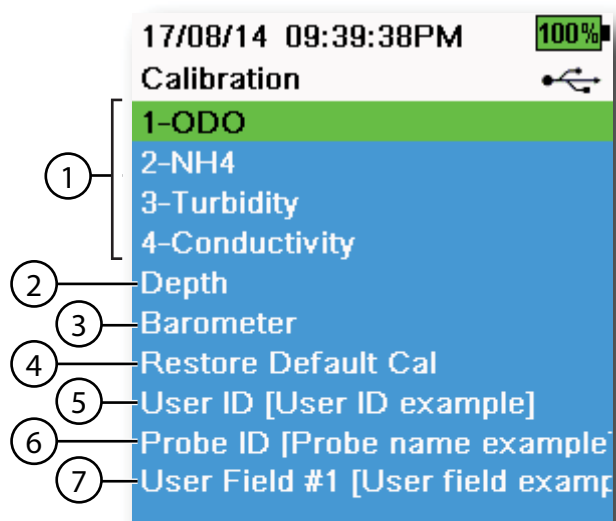 17/08/14 09:39:38PM 100%
Calibration
1-ODO
2-NH4
3-Turbidity
4-Conductivity
1
2 Depth
3 Barometer
4 Restore Default Cal
5 User ID [User ID example]
6 Probe ID [Probe name example]
7 User Field #1 [User field examp